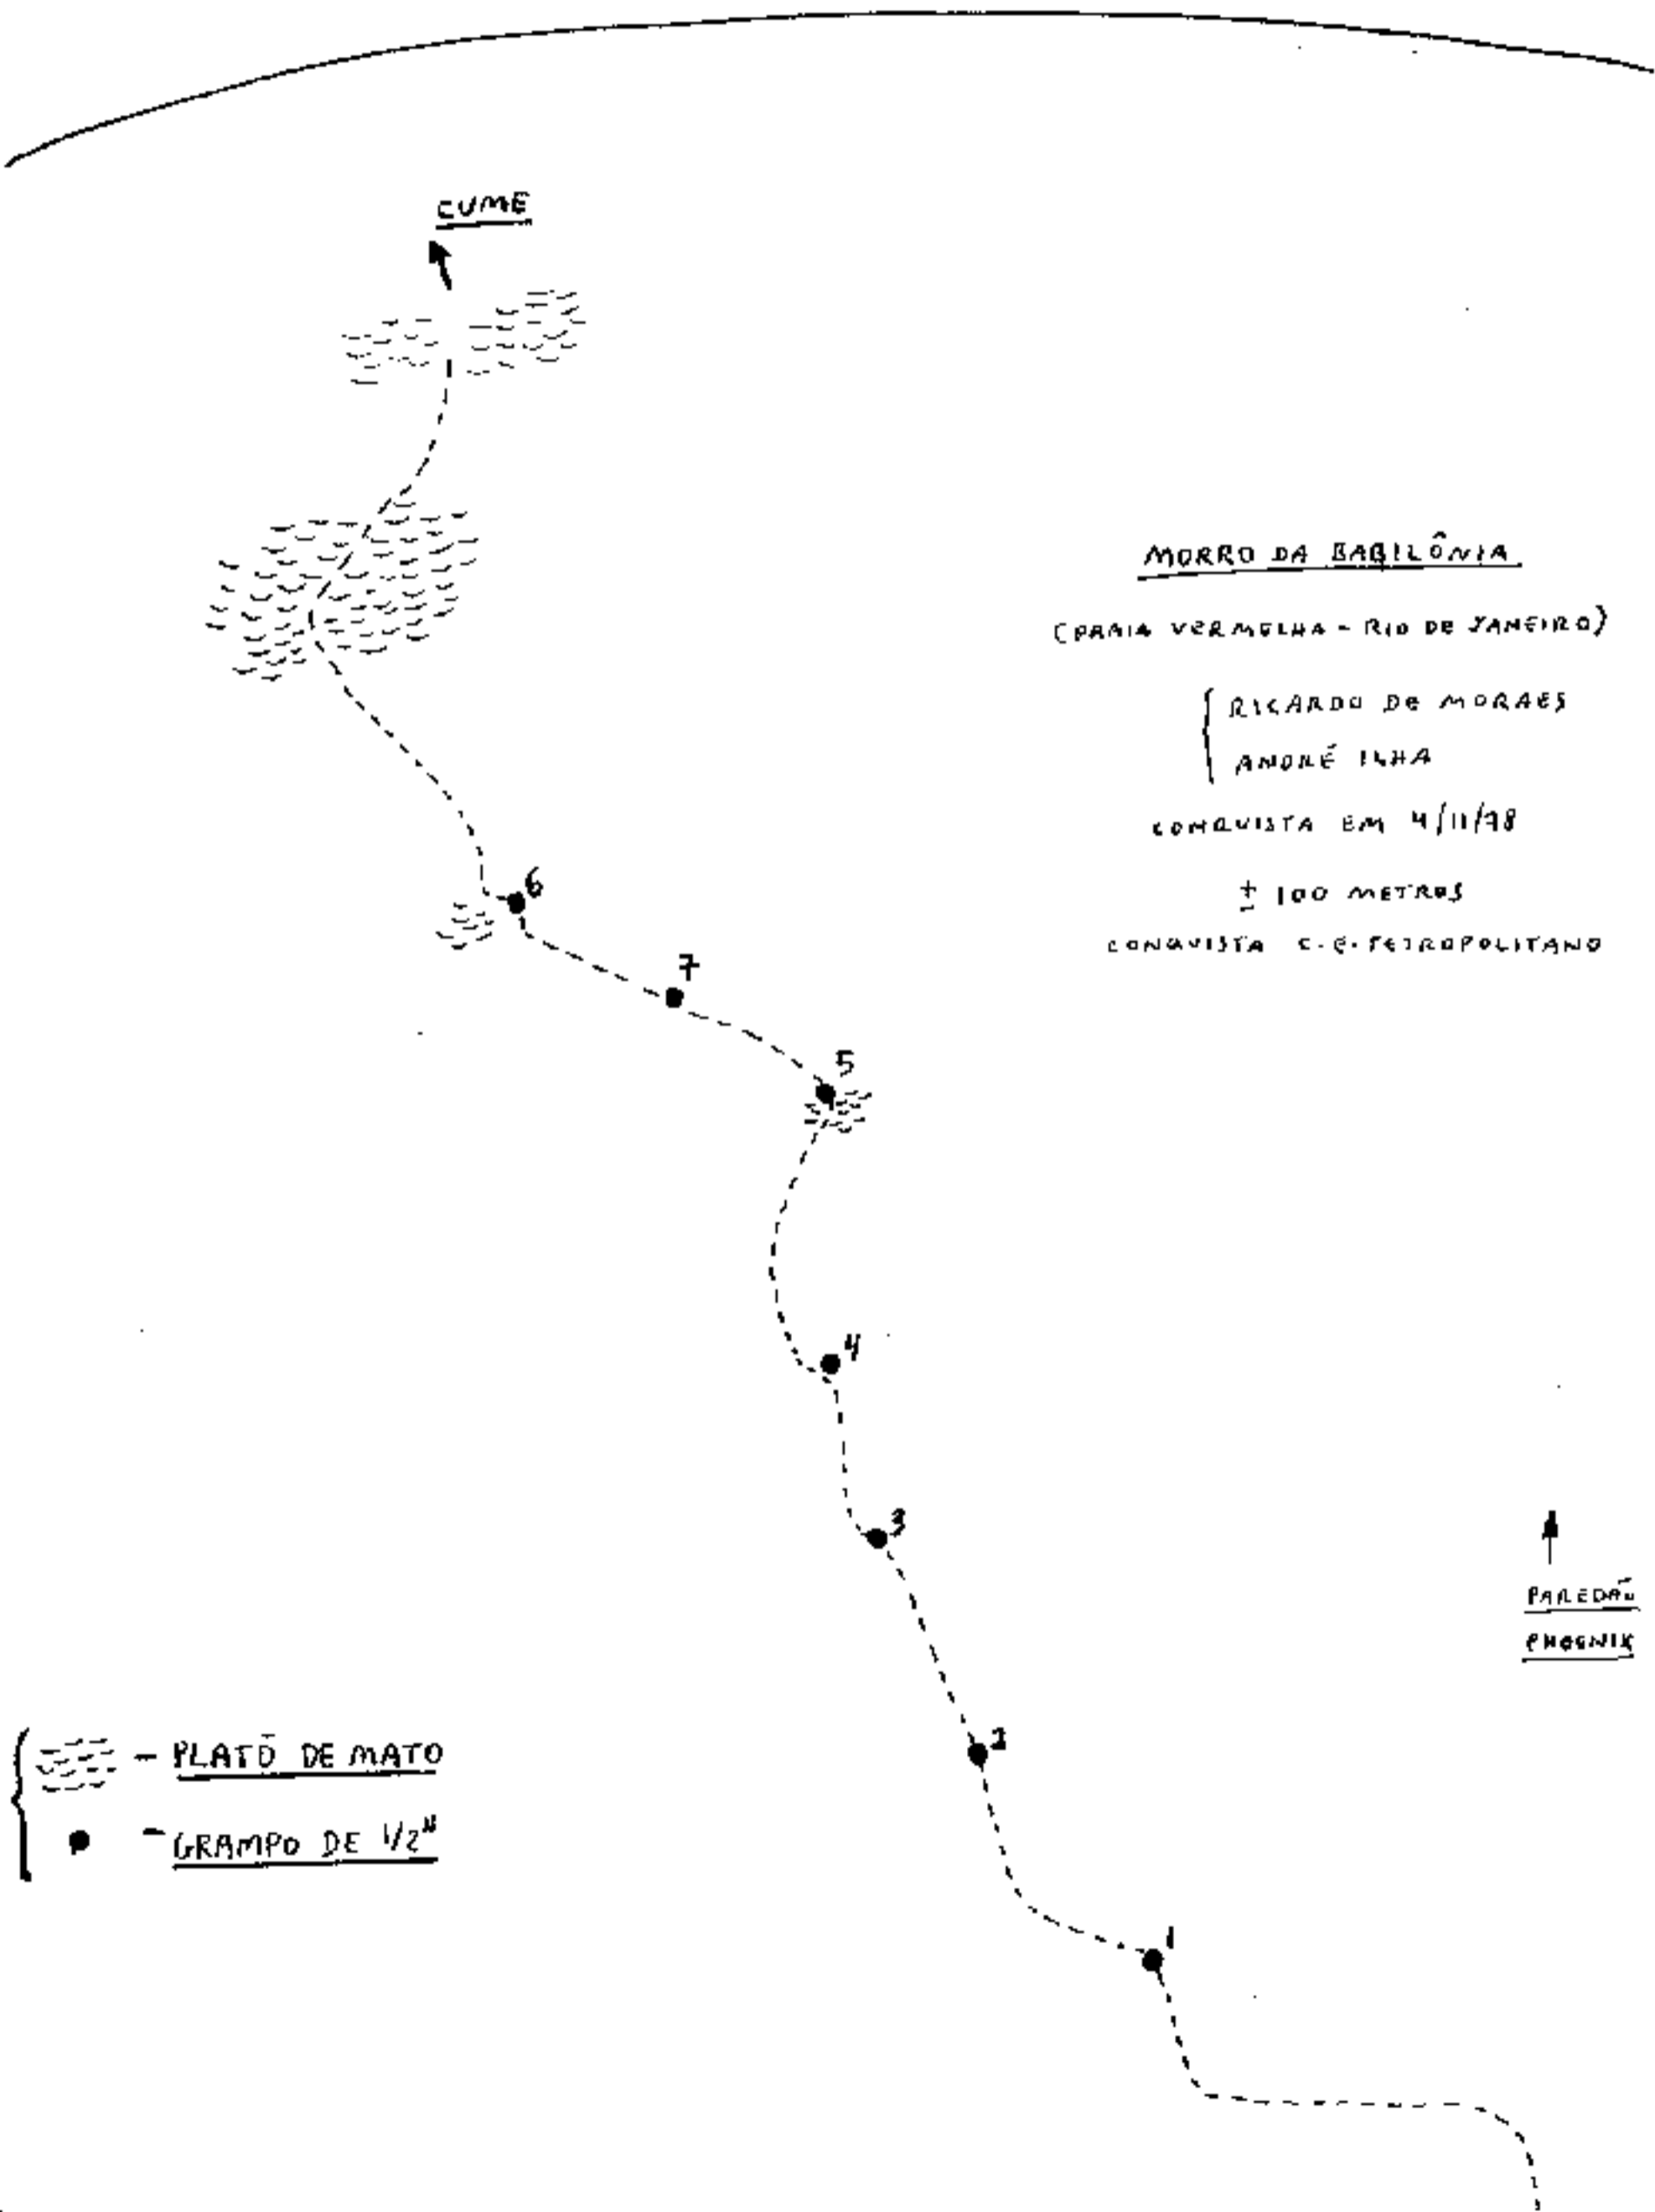 CUME
MORRO DA BABILÔNIA
(PRAIA VERMELHA - RIO DE JANEIRO)
RICARDO DE MORAES
ANDRÉ ILHA
CONQUISTA EM 4/11/78
± 100 METROS
CONQUISTA C.E. PETROPOLITANO
6
7
5
4
3
2
1
PAREDÃO
PHOENIX
- PLATÔ DE MATO
- GRAMPO DE 1/2"